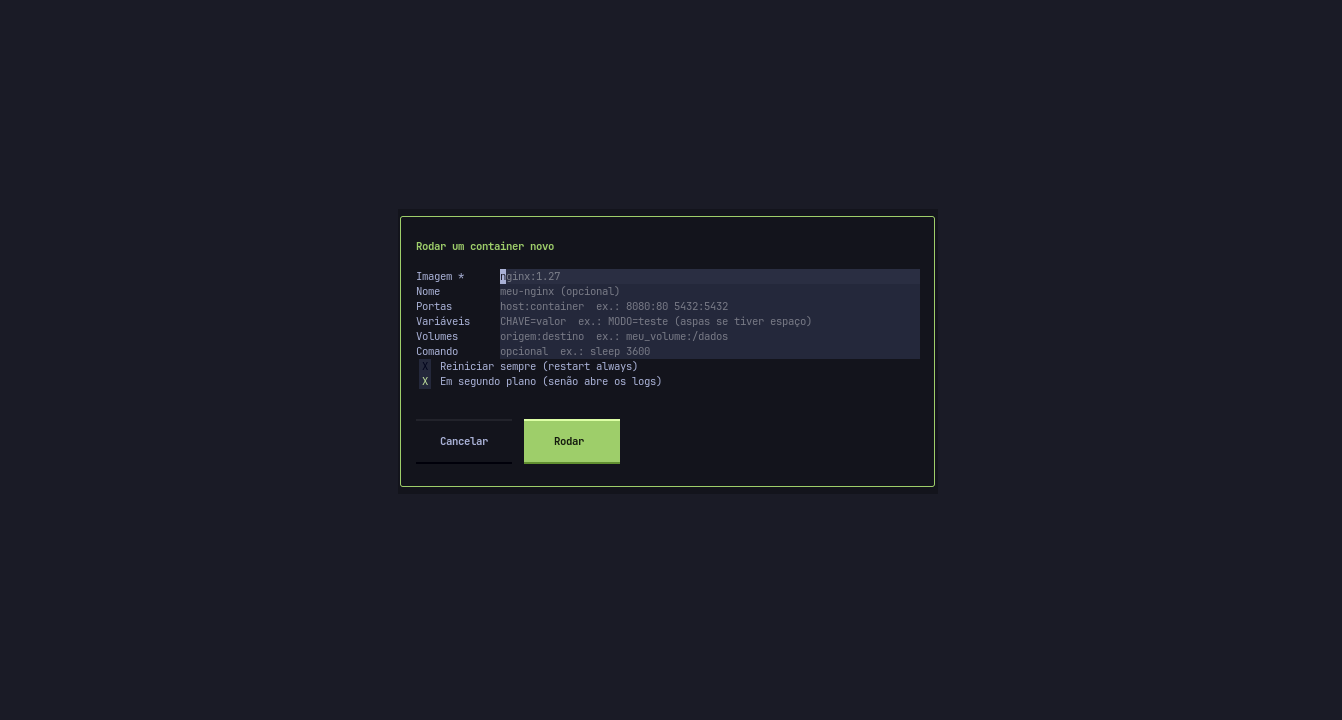 Rodar um container novo
Imagem * nginx:1.27
Nome meu-nginx (opcional)
Portas host:container ex.: 8080:80 5432:5432
Variáveis CHAVE=valor ex.: MODO=teste (aspas se tiver espaço)
Volumes origem:destino ex.: meu_volume:/dados
Comando opcional ex.: sleep 3600
X Reiniciar sempre (restart always)
X Em segundo plano (senão abre os logs)
Cancelar Rodar